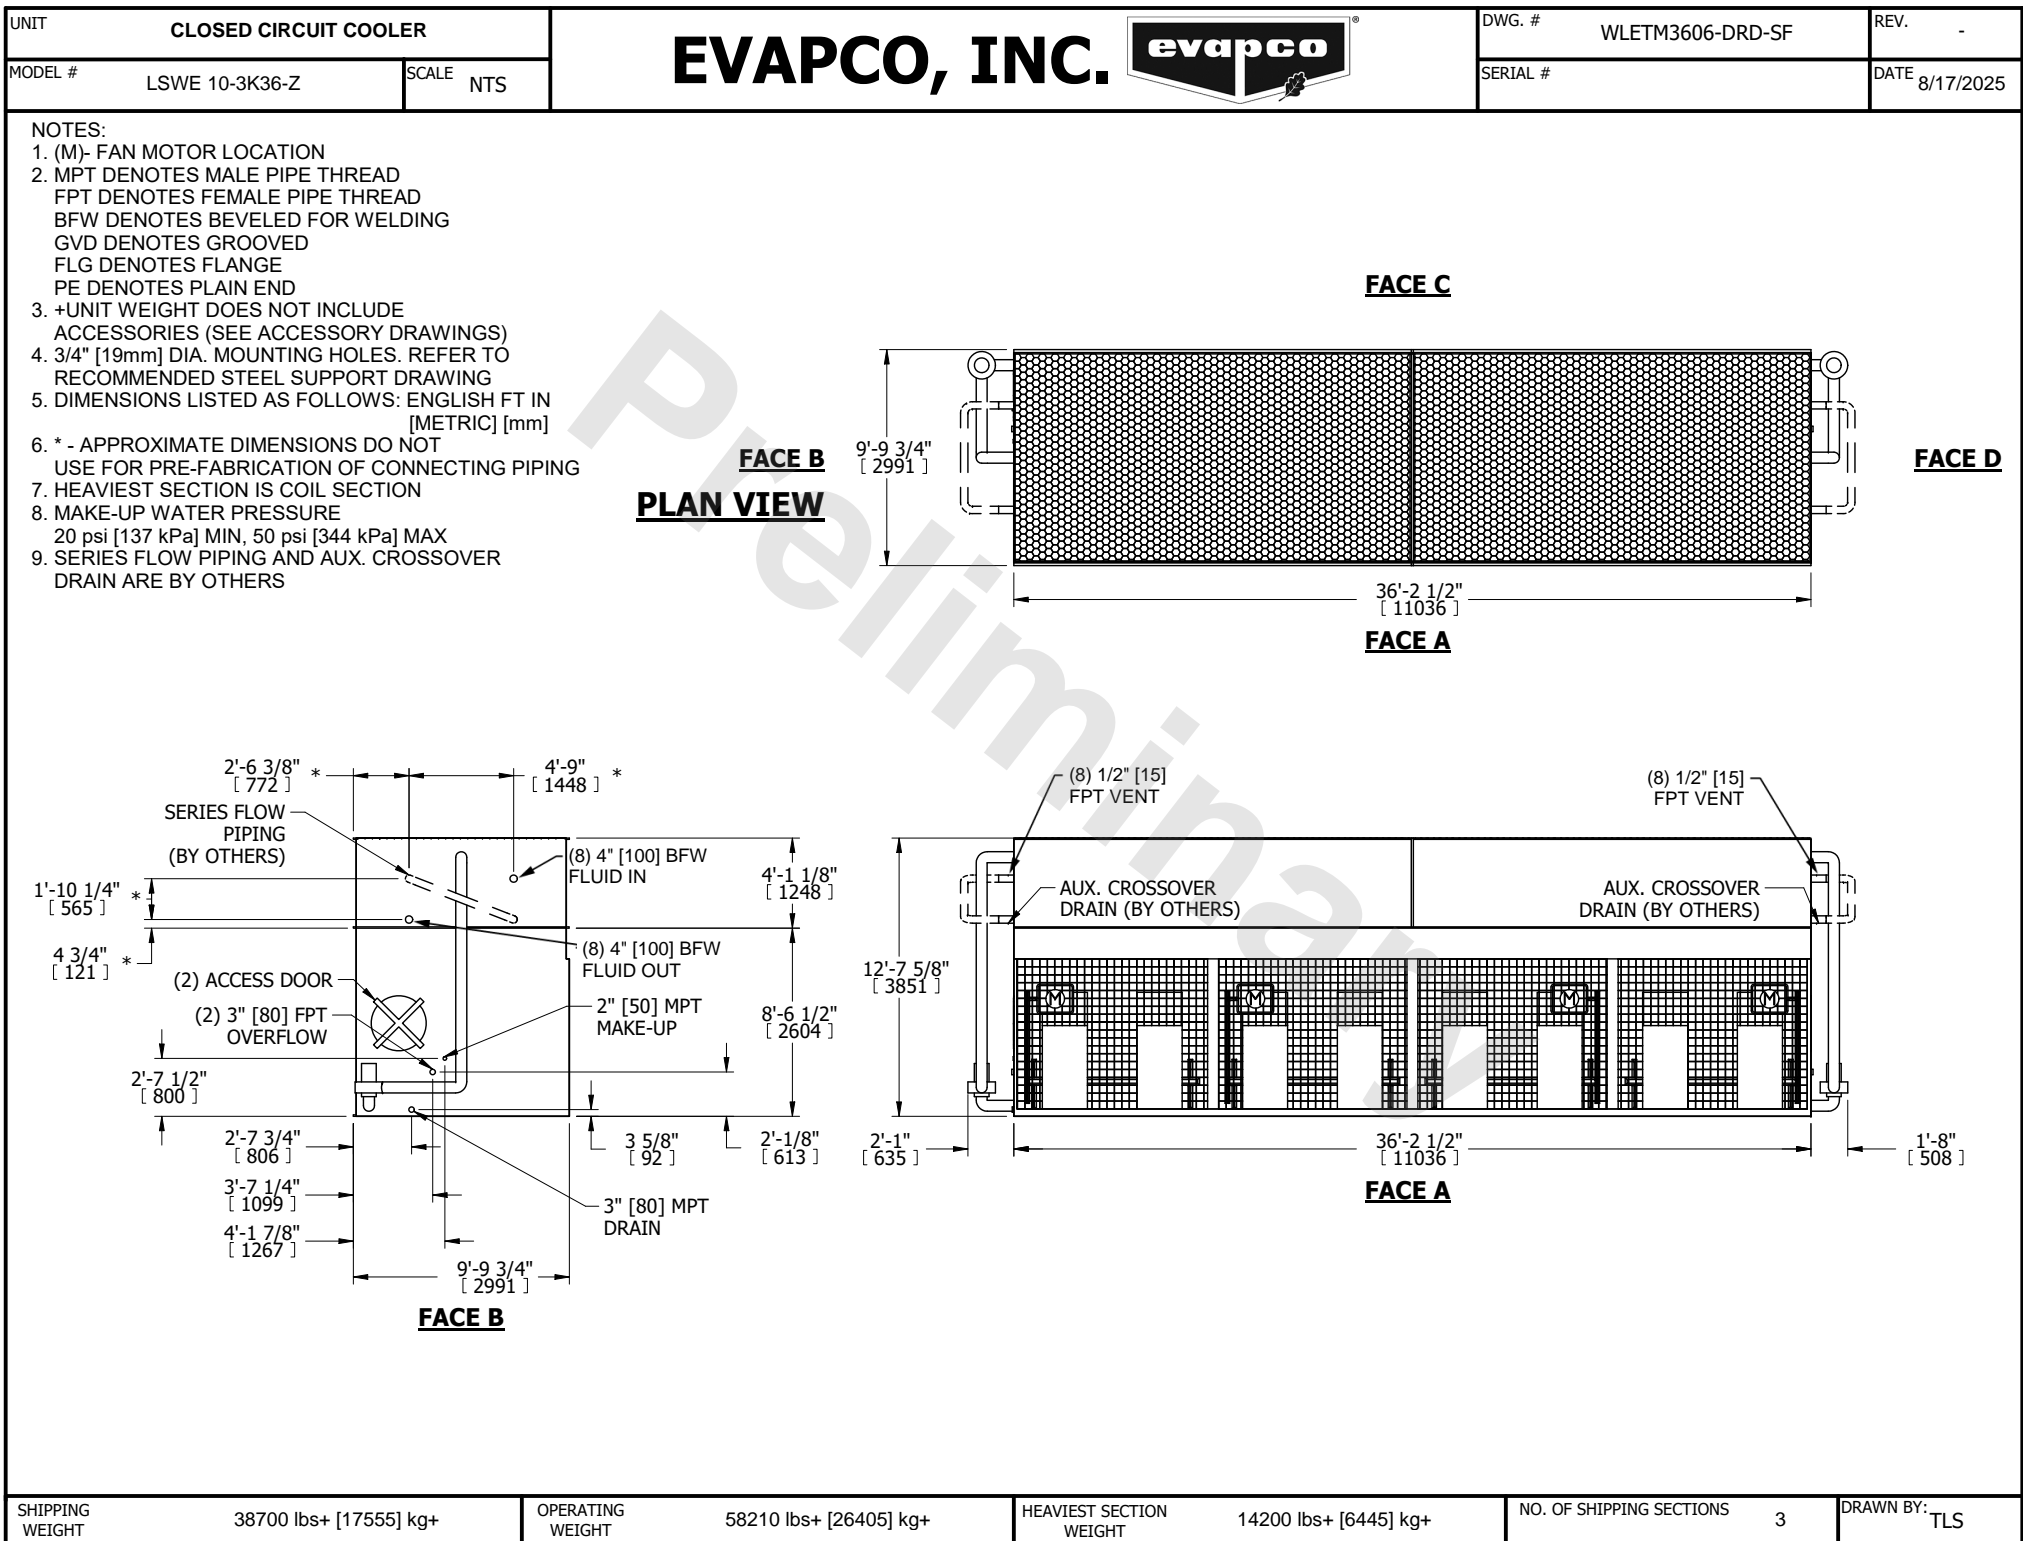 UNIT
CLOSED CIRCUIT COOLER
MODEL #
LSWE 10-3K36-Z
SCALE
NTS
EVAPCO, INC.
evapco
®
DWG. #
WLETM3606-DRD-SF
REV.
-
SERIAL #
DATE
8/17/2025
NOTES:
1. (M)- FAN MOTOR LOCATION
2. MPT DENOTES MALE PIPE THREAD
FPT DENOTES FEMALE PIPE THREAD
BFW DENOTES BEVELED FOR WELDING
GVD DENOTES GROOVED
FLG DENOTES FLANGE
PE DENOTES PLAIN END
3. +UNIT WEIGHT DOES NOT INCLUDE
ACCESSORIES (SEE ACCESSORY DRAWINGS)
4. 3/4" [19mm] DIA. MOUNTING HOLES. REFER TO
RECOMMENDED STEEL SUPPORT DRAWING
5. DIMENSIONS LISTED AS FOLLOWS: ENGLISH FT IN
[METRIC] [mm]
6. * - APPROXIMATE DIMENSIONS DO NOT
USE FOR PRE-FABRICATION OF CONNECTING PIPING
7. HEAVIEST SECTION IS COIL SECTION
8. MAKE-UP WATER PRESSURE
20 psi [137 kPa] MIN, 50 psi [344 kPa] MAX
9. SERIES FLOW PIPING AND AUX. CROSSOVER
DRAIN ARE BY OTHERS
Preliminary
FACE C
FACE B
PLAN VIEW
9'-9 3/4"
[ 2991 ]
FACE D
36'-2 1/2"
[ 11036 ]
FACE A
2'-6 3/8" *
[ 772 ]
4'-9" *
[ 1448 ]
SERIES FLOW
PIPING
(BY OTHERS)
(8) 4" [100] BFW
FLUID IN
4'-1 1/8"
[ 1248 ]
1'-10 1/4" *
[ 565 ]
4 3/4" *
[ 121 ]
(8) 4" [100] BFW
FLUID OUT
(2) ACCESS DOOR
(2) 3" [80] FPT
OVERFLOW
2" [50] MPT
MAKE-UP
8'-6 1/2"
[ 2604 ]
2'-7 1/2"
[ 800 ]
2'-7 3/4"
[ 806 ]
3 5/8"
[ 92 ]
2'-1/8"
[ 613 ]
3'-7 1/4"
[ 1099 ]
3" [80] MPT
DRAIN
4'-1 7/8"
[ 1267 ]
9'-9 3/4"
[ 2991 ]
FACE B
(8) 1/2" [15]
FPT VENT
(8) 1/2" [15]
FPT VENT
AUX. CROSSOVER
DRAIN (BY OTHERS)
AUX. CROSSOVER
DRAIN (BY OTHERS)
12'-7 5/8"
[ 3851 ]
M M M M
2'-1"
[ 635 ]
36'-2 1/2"
[ 11036 ]
1'-8"
[ 508 ]
FACE A
SHIPPING
WEIGHT
38700 lbs+ [17555] kg+
OPERATING
WEIGHT
58210 lbs+ [26405] kg+
HEAVIEST SECTION
WEIGHT
14200 lbs+ [6445] kg+
NO. OF SHIPPING SECTIONS
3
DRAWN BY:
TLS